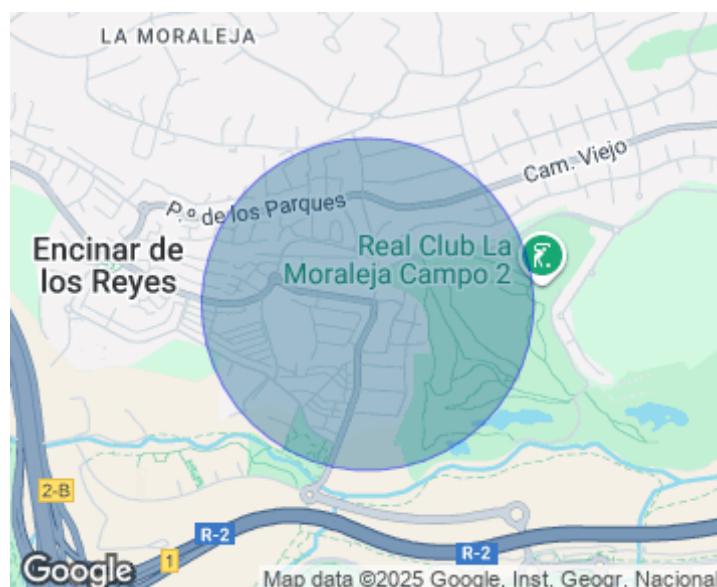 LA MORALEJA
Cam. Viejo
P.º de los Parques
Encinar de
los Reyes
Real Club La
Moraleja Campo 2
2-B
R-2
1
R-2
Google
Map data ©2025 Google, Inst. Geogr. Nacional